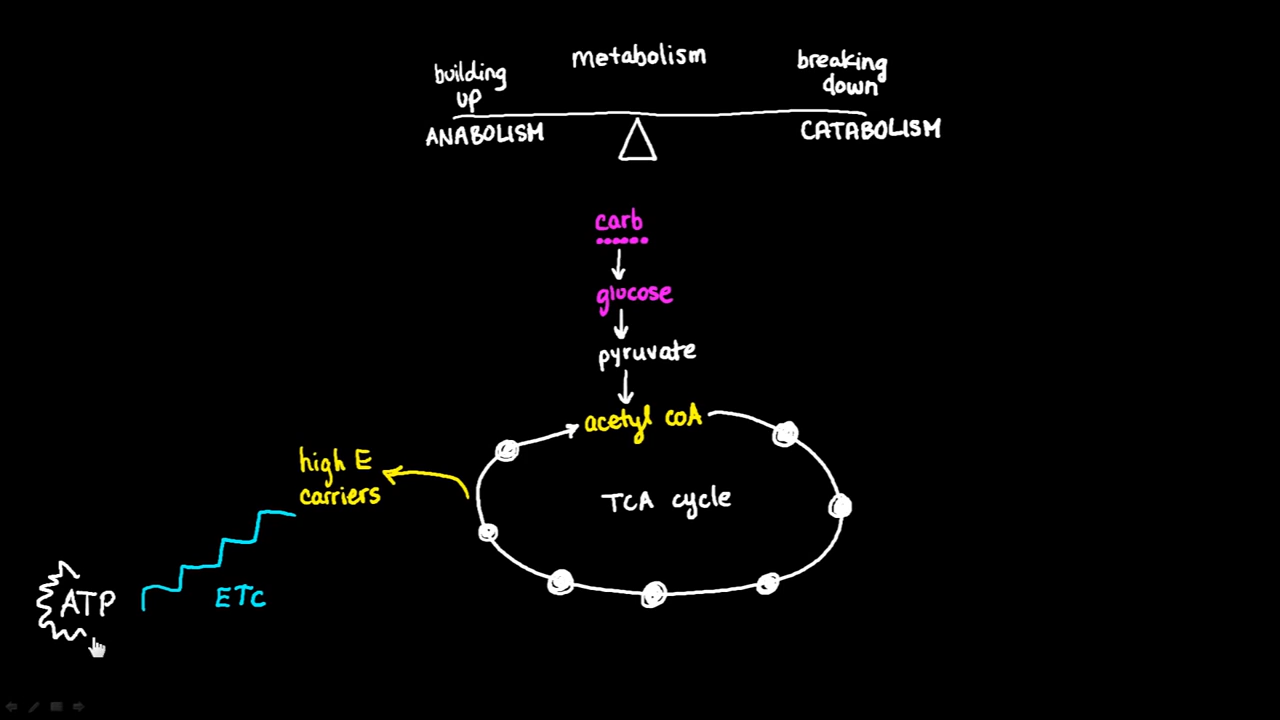 metabolism
building
up
breaking
down
ANABOLISM
CATABOLISM
carb
glucose
pyruvate
acetyl coA
high E
carriers
TCA cycle
ETC
ATP